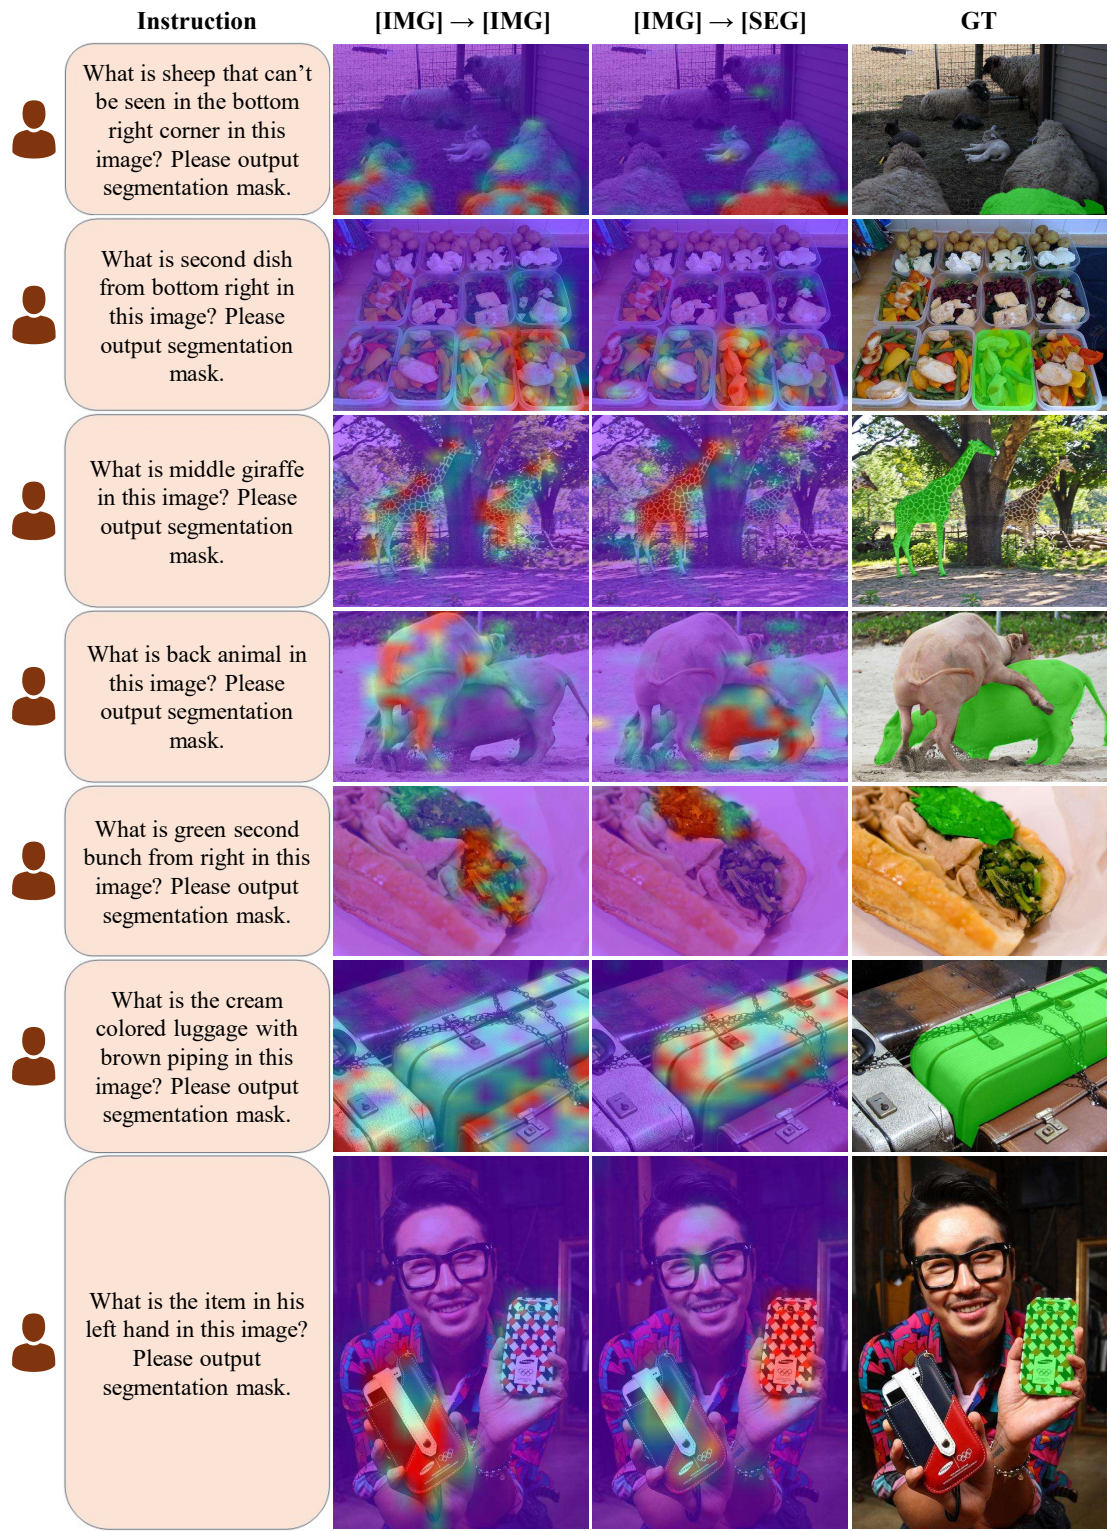 Instruction
[IMG] → [IMG]
[IMG] → [SEG]
GT
What is sheep that can’t
be seen in the bottom
right corner in this
image? Please output
segmentation mask.
What is second dish
from bottom right in
this image? Please
output segmentation
mask.
What is middle giraffe
in this image? Please
output segmentation
mask.
What is back animal in
this image? Please
output segmentation
mask.
What is green second
bunch from right in this
image? Please output
segmentation mask.
What is the cream
colored luggage with
brown piping in this
image? Please output
segmentation mask.
What is the item in his
left hand in this image?
Please output
segmentation mask.